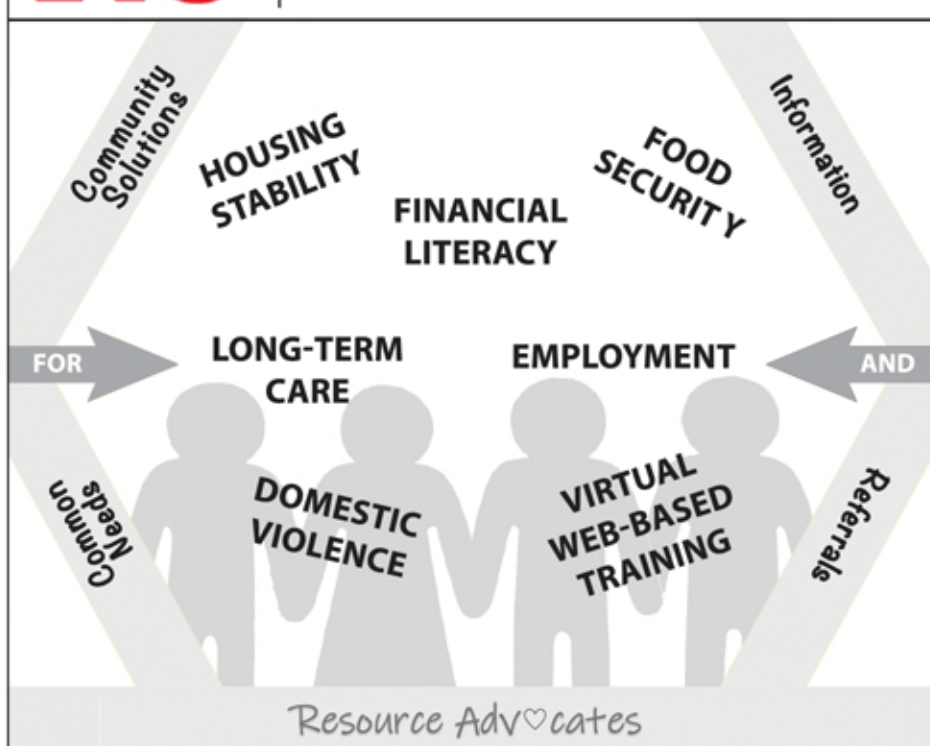 Community
Solutions
Information
HOUSING
STABILITY
FOOD
SECURITY
FINANCIAL
LITERACY
FOR
LONG-TERM
CARE
EMPLOYMENT
AND
Common
Needs
DOMESTIC
VIOLENCE
VIRTUAL
WEB-BASED
TRAINING
Referrals
Resource Adv♡cates